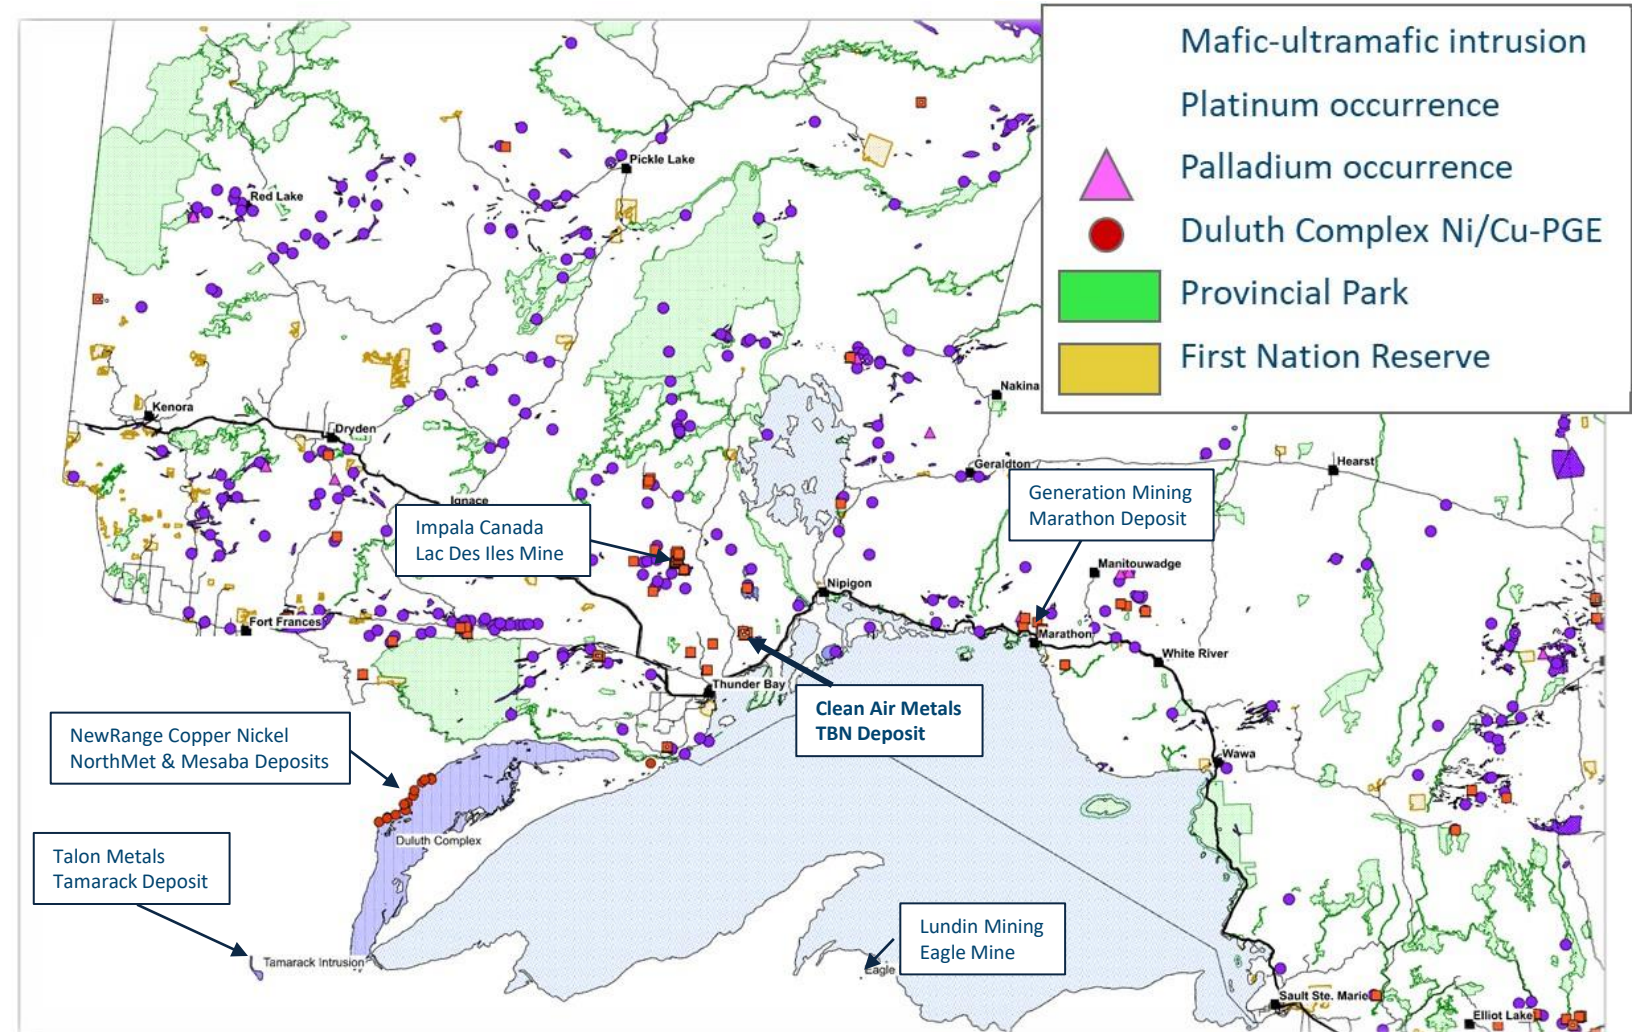 Mafic-ultramafic intrusion
Platinum occurrence
Palladium occurrence
Duluth Complex Ni/Cu-PGE
Provincial Park
First Nation Reserve
Pickle Lake
Red Lake
Nakina
Kenora
Dryden
Geraldton
Hearst
Ignace
Generation Mining
Marathon Deposit
Impala Canada
Lac Des Iles Mine
Manitouwadge
Nipigon
Fort Frances
Marathon
White River
Thunder Bay
Clean Air Metals
TBN Deposit
NewRange Copper Nickel
NorthMet & Mesaba Deposits
Wawa
Duluth Complex
Talon Metals
Tamarack Deposit
Lundin Mining
Eagle Mine
Tamarack Intrusion
Eagle
Sault Ste. Marie
Elliot Lake